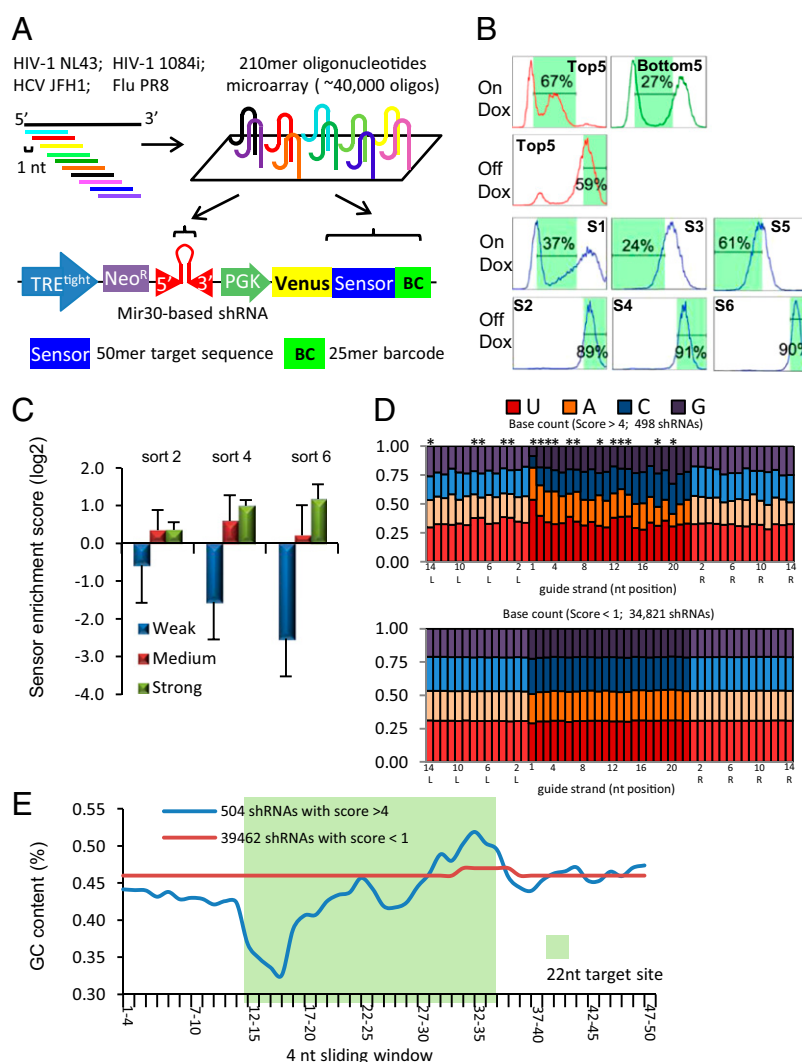 A
HIV-1 NL43; HIV-1 1084i;
HCV JFH1; Flu PR8
5’ 3’
1 nt
210mer oligonucleotides
microarray ( ~40,000 oligos)
TRE tight
Neo R
5’ 3’
PGK
Venus
Sensor
BC
Mir30-based shRNA
Sensor 50mer target sequence
BC 25mer barcode
B
On
Dox
Top5
67%
Bottom5
27%
Off
Dox
Top5
59%
On
Dox
S1
37%
S3
24%
S5
61%
Off
Dox
S2
89%
S4
91%
S6
90%
C
Sensor enrichment score (log2)
sort 2 sort 4 sort 6
2.0
1.0
0.0
-1.0
-2.0
-3.0
-4.0
Weak
Medium
Strong
D
U A C G
Base count (Score > 4; 498 shRNAs)
* ** ** **** ** * *** * *
1.00
0.75
0.50
0.25
0.00
14 10 6 2 1 4 8 12 16 20 2 6 10 14
L L L L R R R R
guide strand (nt position)
Base count (Score < 1; 34,821 shRNAs)
1.00
0.75
0.50
0.25
0.00
14 10 6 2 1 4 8 12 16 20 2 6 10 14
L L L L R R R R
guide strand (nt position)
E
GC content (%)
0.55
0.50
0.45
0.40
0.35
0.30
504 shRNAs with score >4
39462 shRNAs with score < 1
22nt target site
1-4
7-10
12-15
17-20
22-25
27-30
32-35
37-40
42-45
47-50
4 nt sliding window